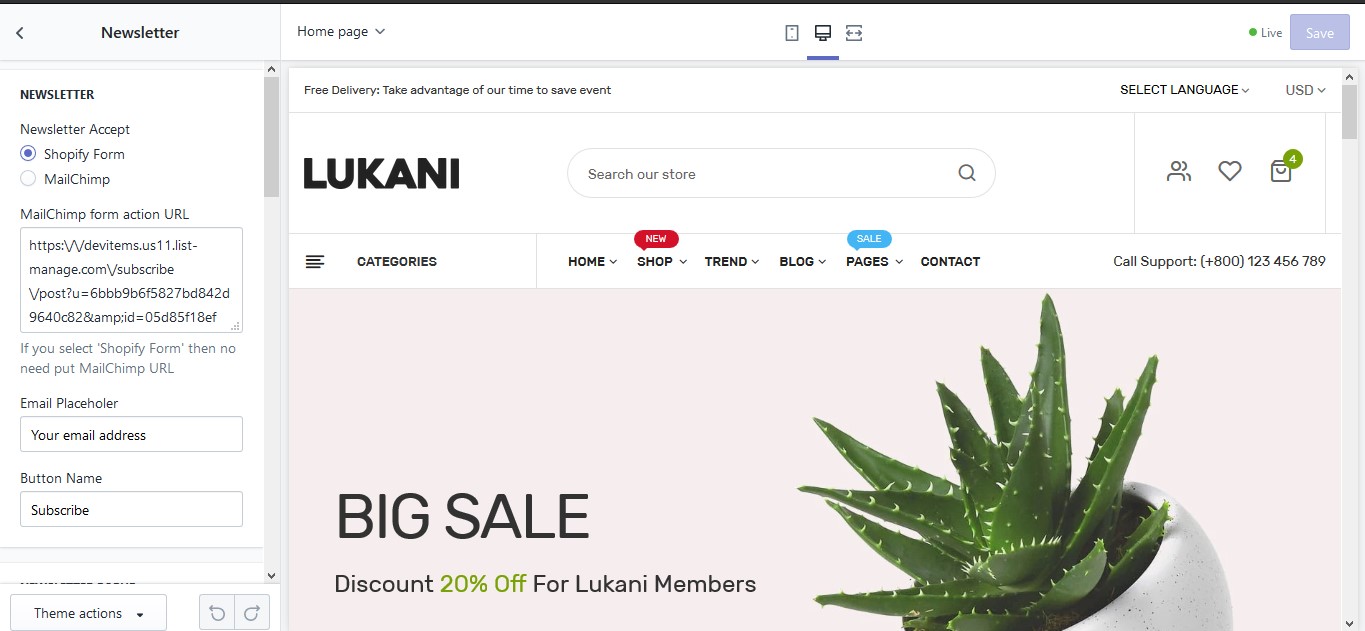 Newsletter
Home page
Live
Save
NEWSLETTER
Newsletter Accept
Shopify Form
MailChimp
MailChimp form action URL
https:\/\/devitems.us11.list-
manage.com\/subscribe
\/post?u=6bbb9b6f5827bd842d
9640c82&amp;id=05d85f18ef
If you select 'Shopify Form' then no
need put MailChimp URL
Email Placeholer
Your email address
Button Name
Subscribe
Theme actions
Free Delivery: Take advantage of our time to save event
SELECT LANGUAGE
USD
LUKANI
Search our store
4
NEW
SALE
CATEGORIES
HOME
SHOP
TREND
BLOG
PAGES
CONTACT
Call Support: (+800) 123 456 789
BIG SALE
Discount 20% Off For Lukani Members